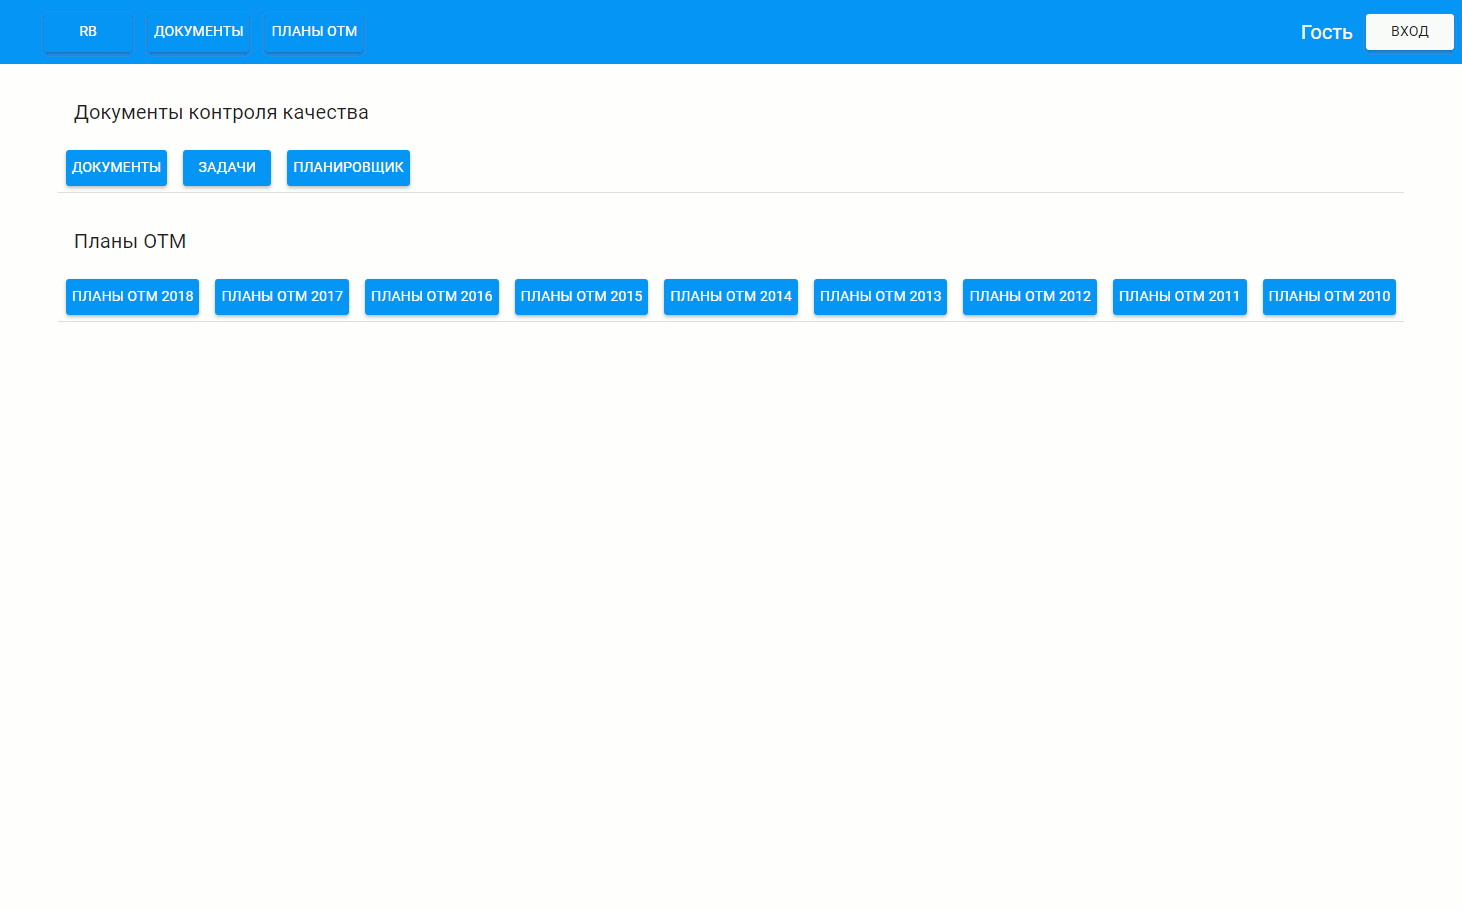 RB ДОКУМЕНТЫ ПЛАНЫ ОТМ Гость ВХОД
Документы контроля качества
ДОКУМЕНТЫ ЗАДАЧИ ПЛАНИРОВЩИК
Планы ОТМ
ПЛАНЫ ОТМ 2018 ПЛАНЫ ОТМ 2017 ПЛАНЫ ОТМ 2016 ПЛАНЫ ОТМ 2015 ПЛАНЫ ОТМ 2014 ПЛАНЫ ОТМ 2013 ПЛАНЫ ОТМ 2012 ПЛАНЫ ОТМ 2011 ПЛАНЫ ОТМ 2010